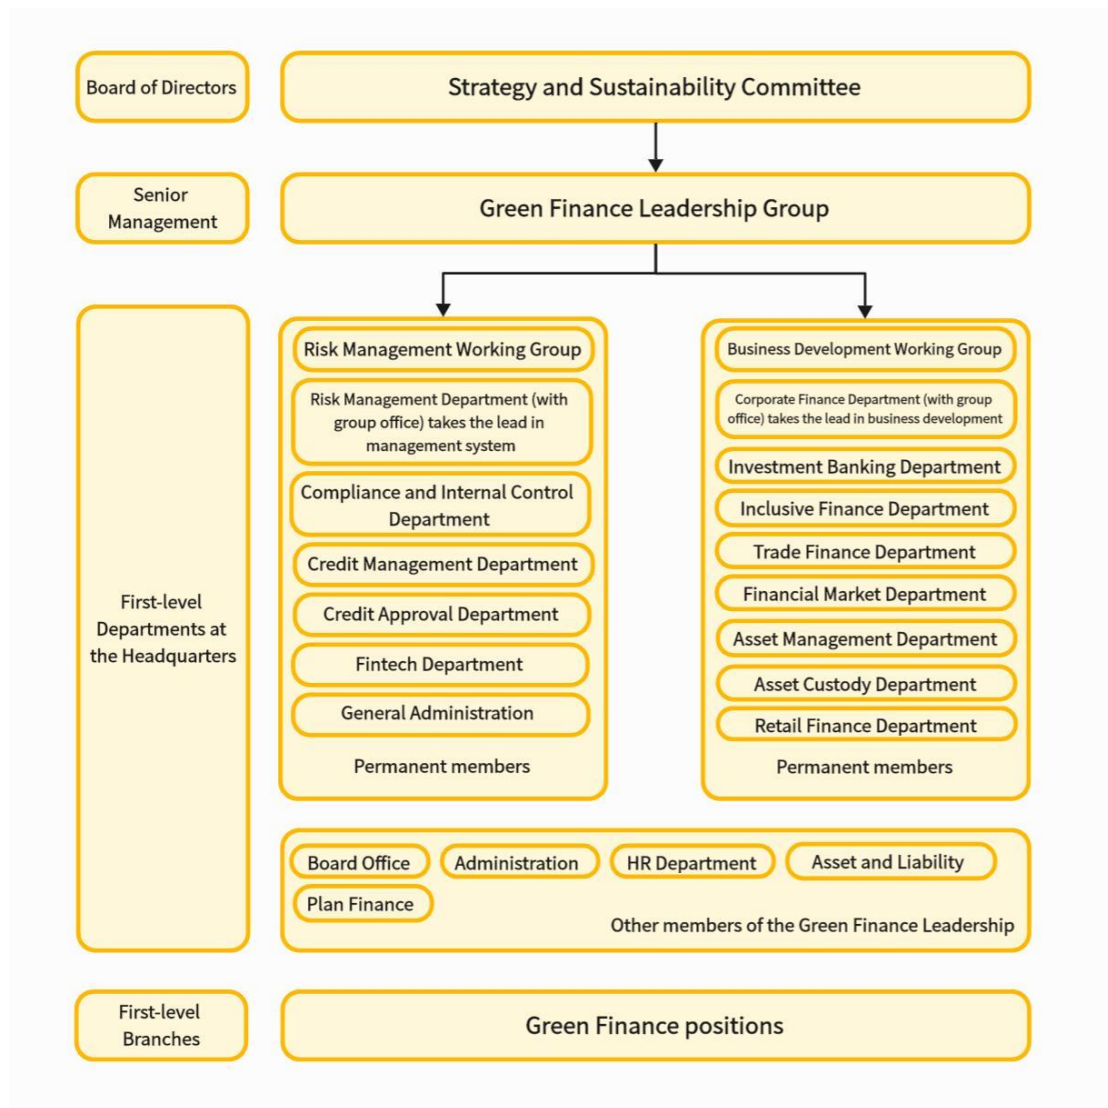 Board of Directors
Strategy and Sustainability Committee
Senior
Management
Green Finance Leadership Group
First-level
Departments at
the Headquarters
Risk Management Working Group
Risk Management Department (with
group office) takes the lead in
management system
Compliance and Internal Control
Department
Credit Management Department
Credit Approval Department
Fintech Department
General Administration
Permanent members
Business Development Working Group
Corporate Finance Department (with group
office) takes the lead in business development
Investment Banking Department
Inclusive Finance Department
Trade Finance Department
Financial Market Department
Asset Management Department
Asset Custody Department
Retail Finance Department
Permanent members
Board Office
Administration
HR Department
Asset and Liability
Plan Finance
Other members of the Green Finance Leadership
First-level
Branches
Green Finance positions